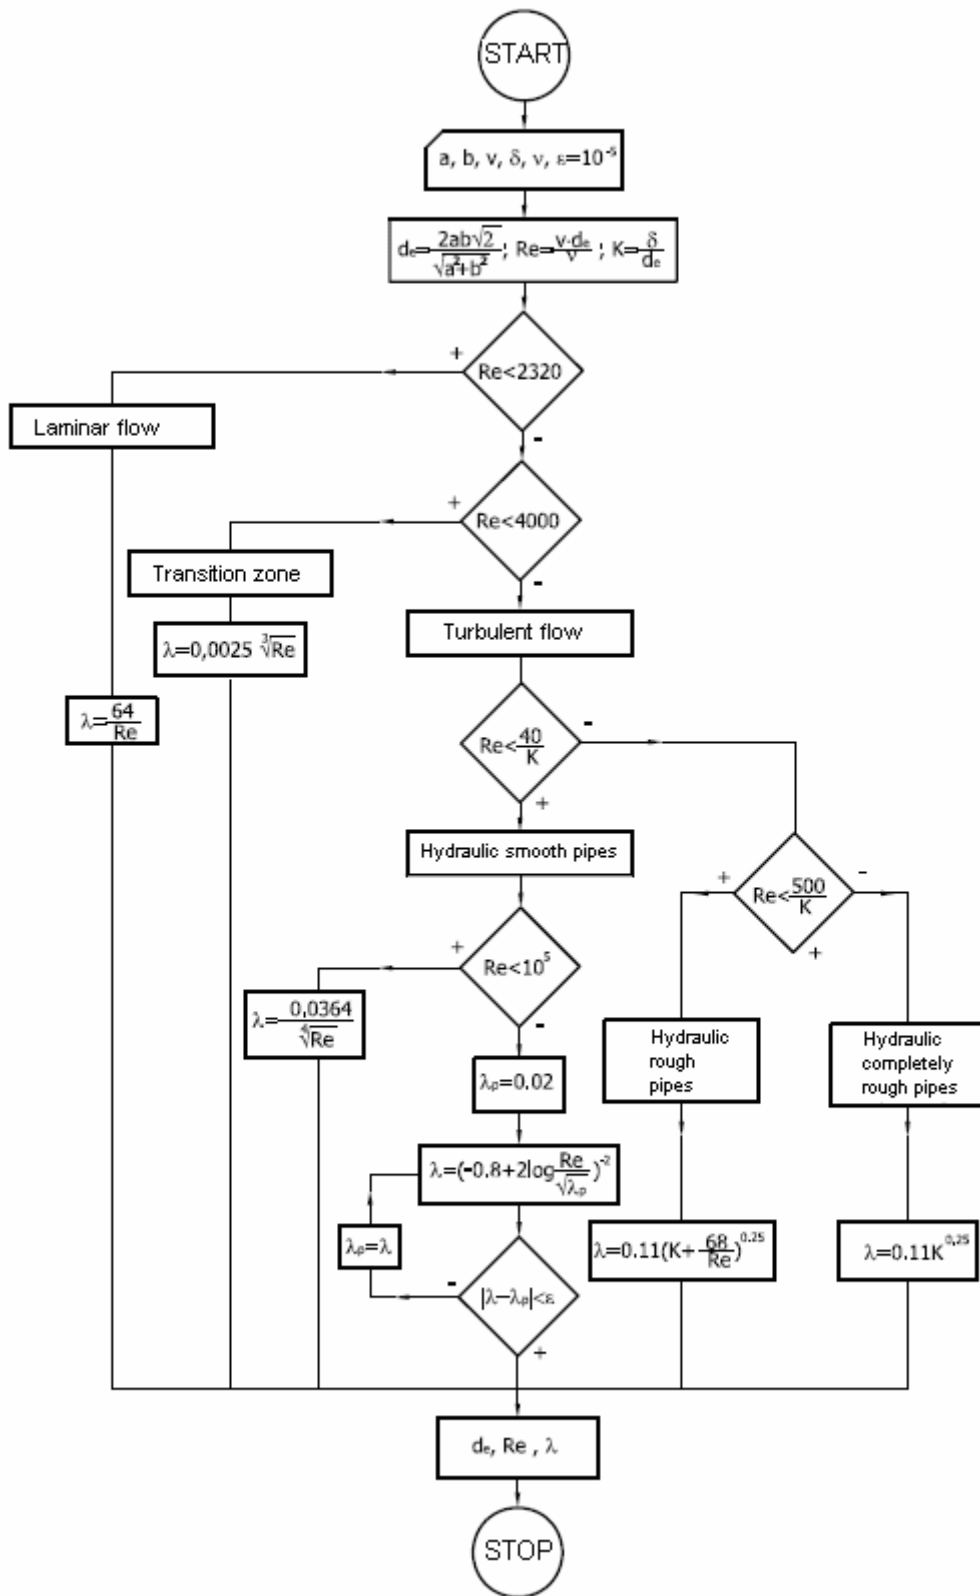 START
a, b, v, δ, ν, ε=10⁻⁵
dₑ=2ab√2/√a²+b²; Re=v·dₑ/ν; K=δ/dₑ
+
Re<2320
Laminar flow
-
+
Re<4000
Transition zone
-
λ=0,0025 ∛Re
Turbulent flow
λ=64/Re
Re<40/K
-
+
Hydraulic smooth pipes
+
Re<500/K
-
+
+
Re<10⁵
λ=0,0364/∜Re
-
Hydraulic
rough
pipes
Hydraulic
completely
rough pipes
λₚ=0.02
λ=(-0.8+2logRe/√λₚ)⁻²
λₚ=λ
λ=0.11(K+68/Re)^0.25
λ=0.11K^0,25
-
|λ-λₚ|<ε
+
dₑ, Re , λ
STOP